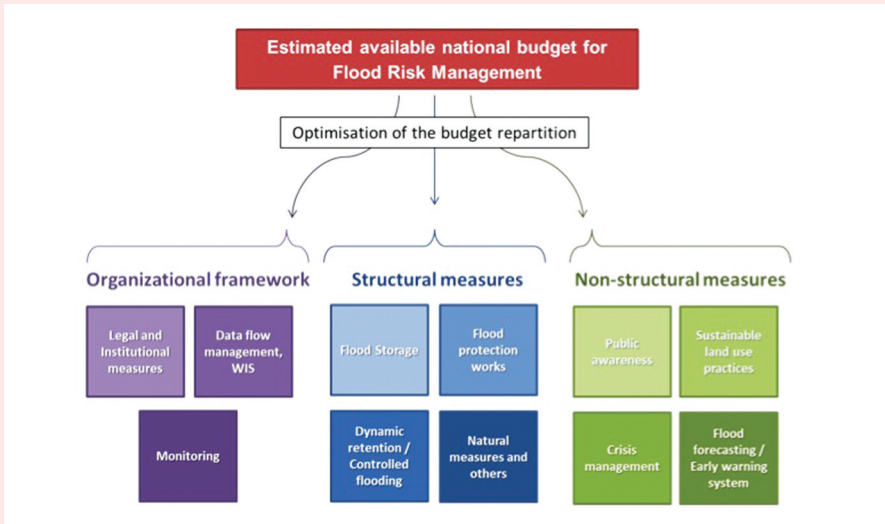 Estimated available national budget for
Flood Risk Management
Optimisation of the budget repartition
Organizational framework
Legal and
Institutional
measures
Data flow
management,
WIS
Monitoring
Structural measures
Flood Storage
Flood
protection
works
Dynamic
retention /
Controlled
flooding
Natural
measures and
others
Non-structural measures
Public
awareness
Sustainable
land use
practices
Crisis
management
Flood
forecasting /
Early warning
system